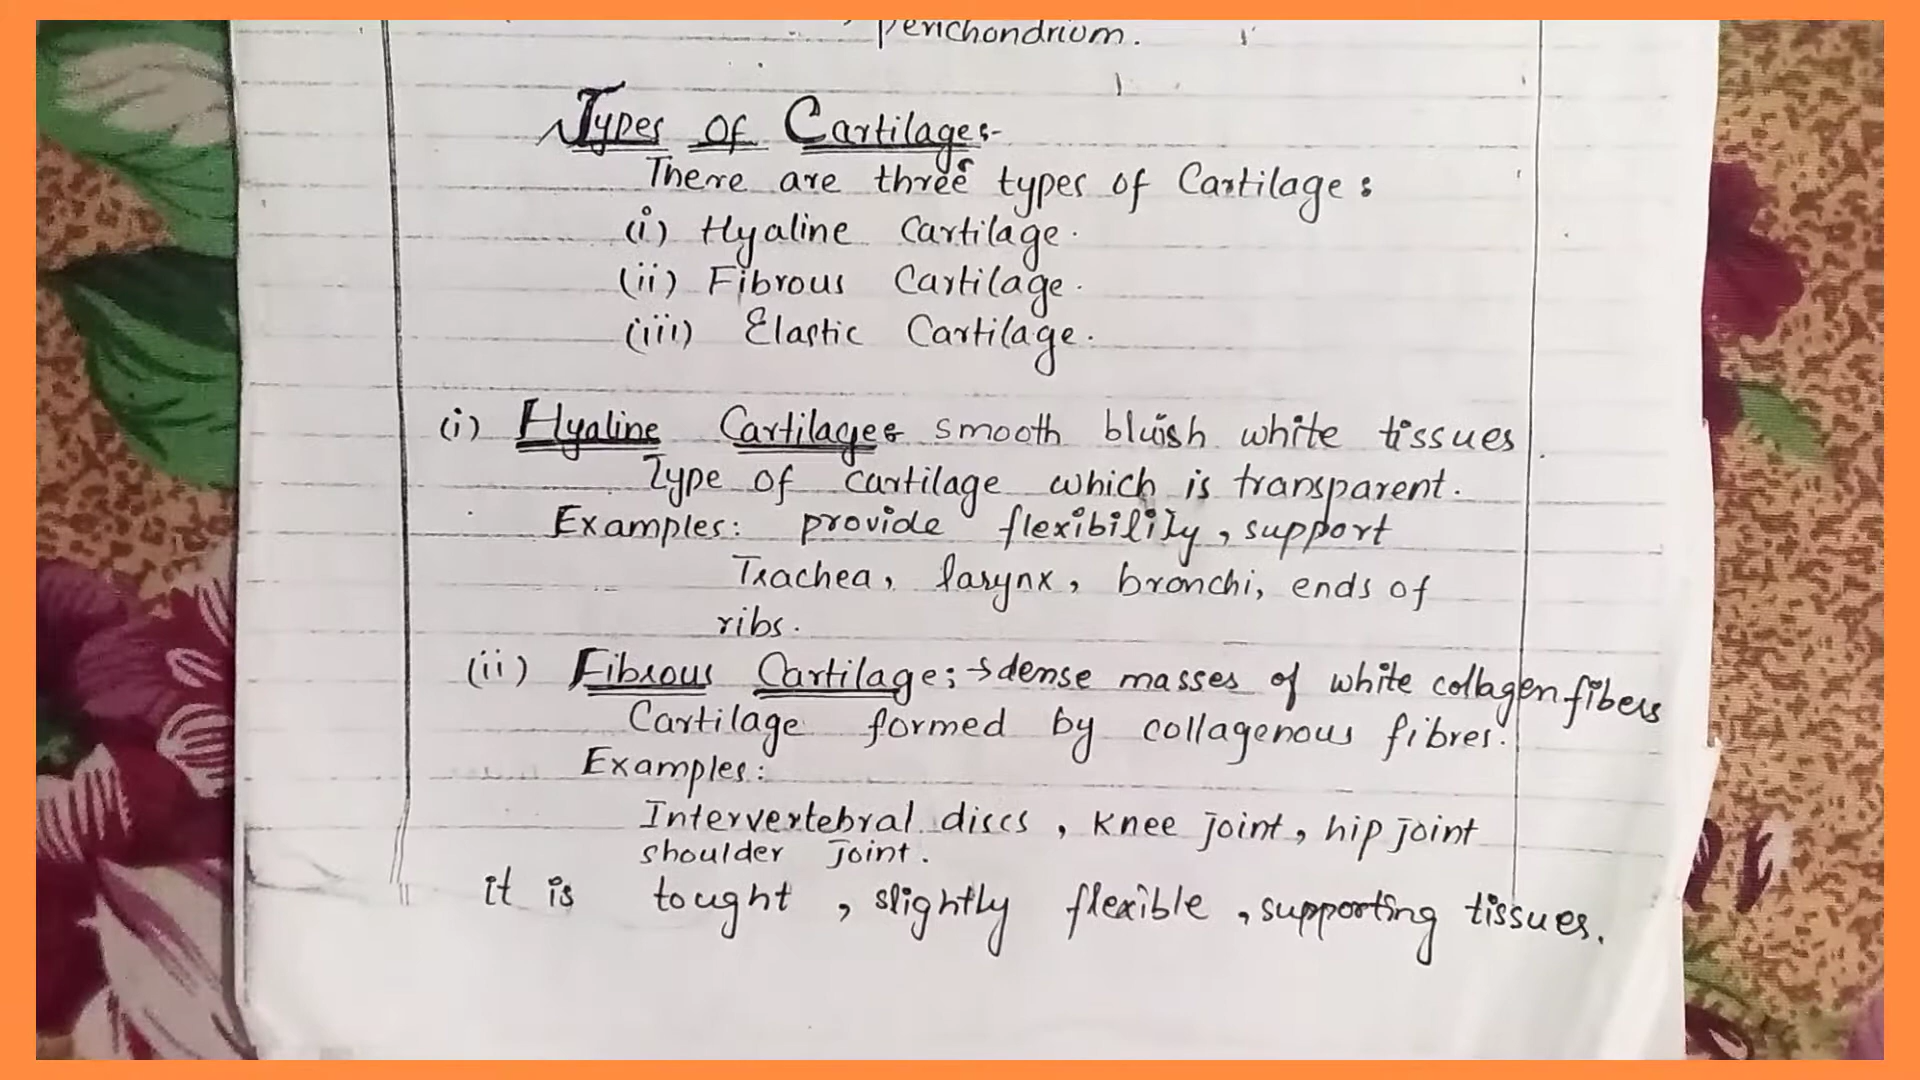 perichondrium.
Types of Cartilages-
There are three types of Cartilage:
(i) Hyaline Cartilage.
(ii) Fibrous Cartilage.
(iii) Elastic Cartilage.
(i) Hyaline Cartilage: smooth bluish white tissues
Type of cartilage which is transparent.
Examples: provide flexibility, support
Trachea, larynx, bronchi, ends of
ribs.
(ii) Fibrous Cartilage: → dense masses of white collagen fibers
Cartilage formed by collagenous fibres.
Examples:
Intervertebral discs, knee joint, hip joint
shoulder joint.
it is tought, slightly flexible, supporting tissues.